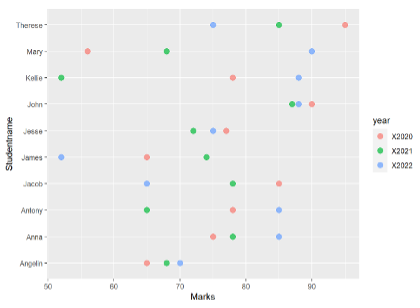 Therese
Mary
Kellie
John
Jesse
James
Jacob
Antony
Anna
Angelin
Studentname
50 60 70 80 90
Marks
year
X2020
X2021
X2022